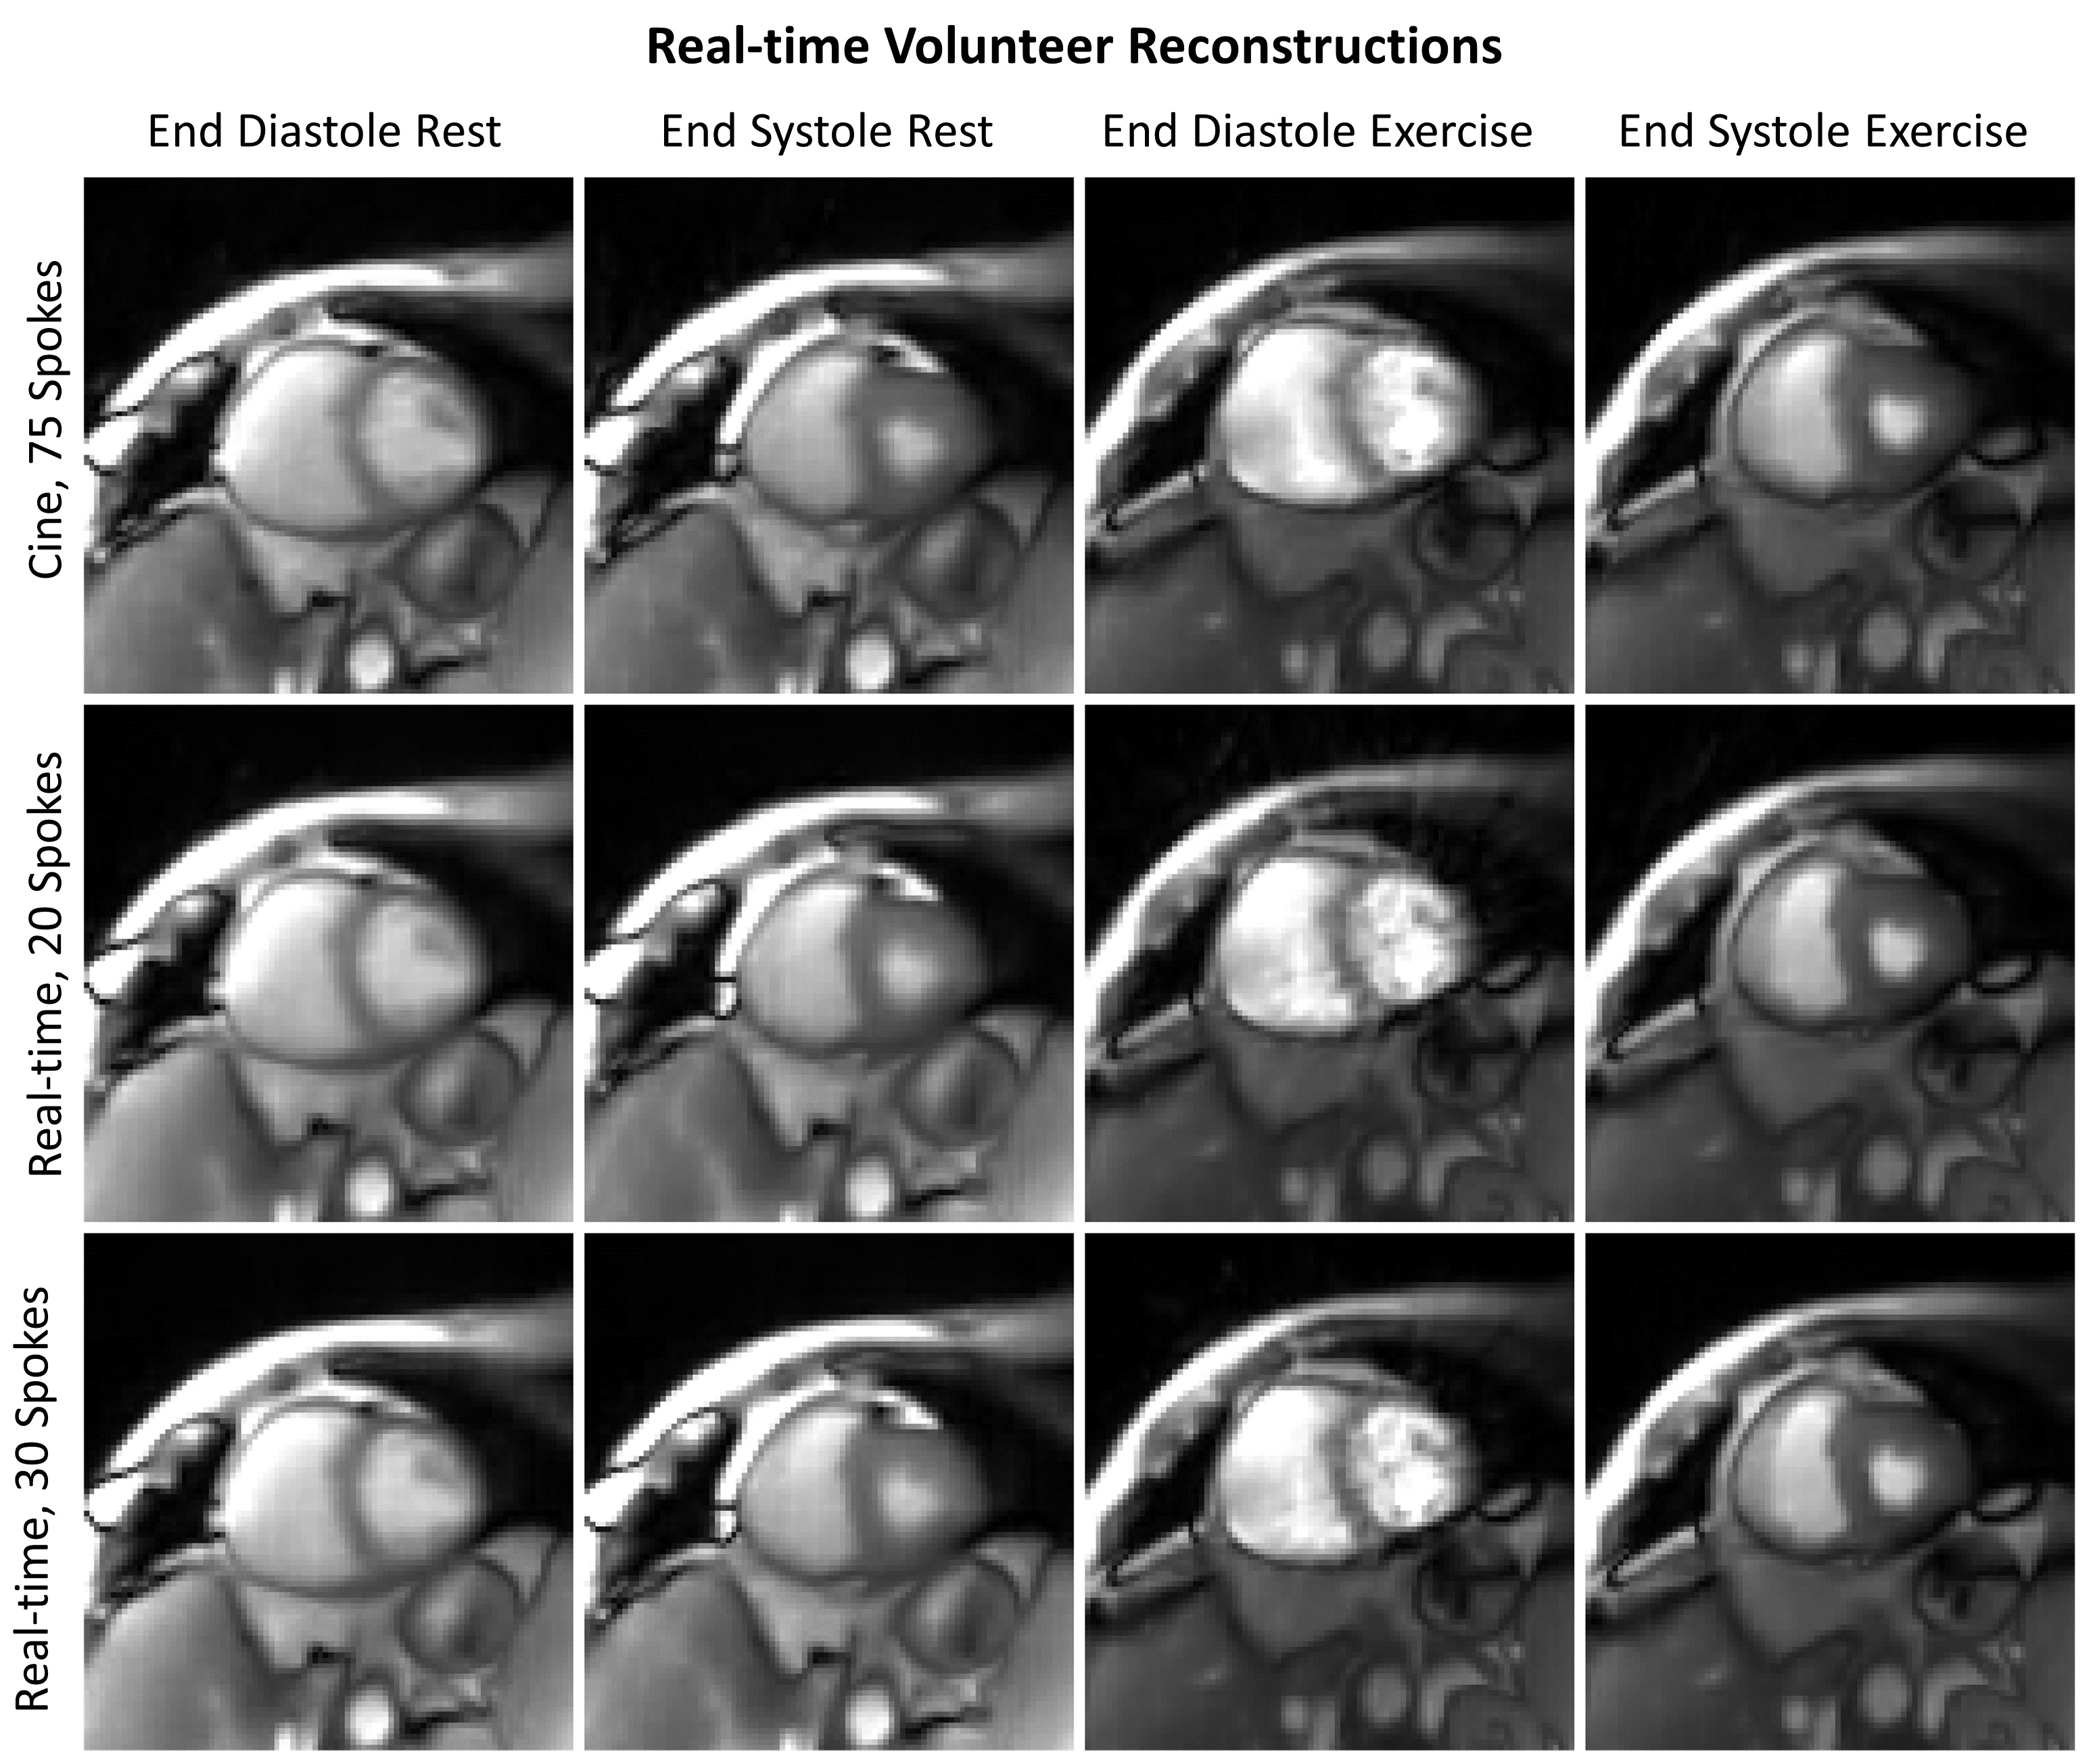 Real-time Volunteer Reconstructions
End Diastole Rest
End Systole Rest
End Diastole Exercise
End Systole Exercise
Cine, 75 Spokes
Real-time, 20 Spokes
Real-time, 30 Spokes